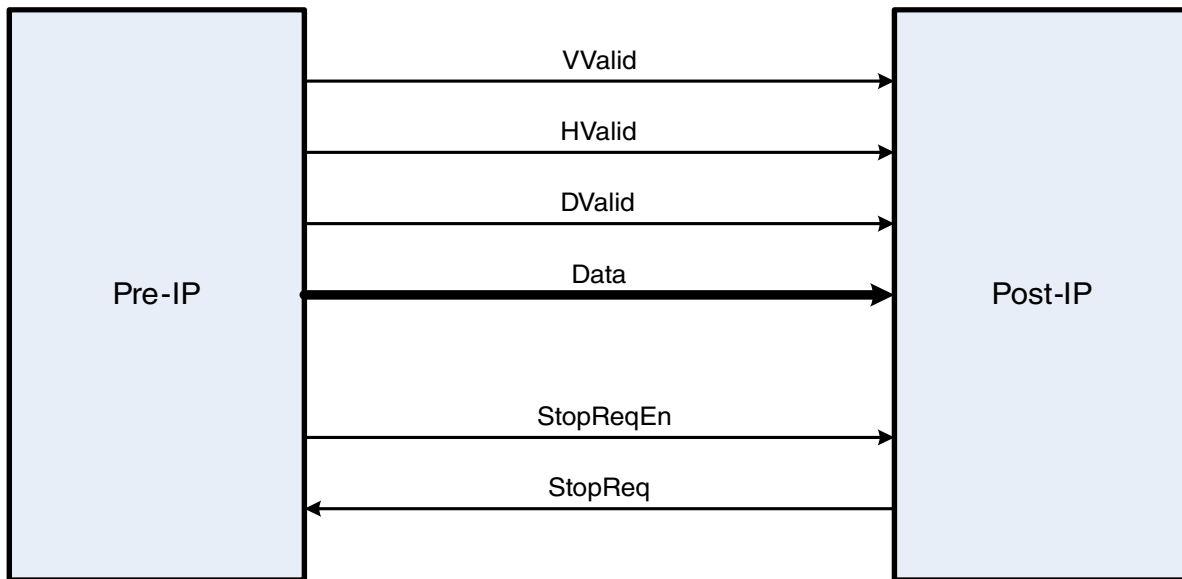 VValid
HValid
DValid
Data
Pre-IP
Post-IP
StopReqEn
StopReq